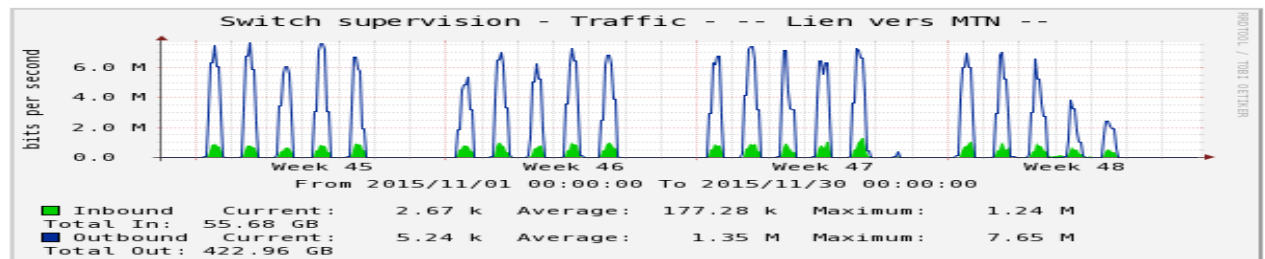 Switch supervision - Traffic - -- Lien vers MTN --
RRDTOOL / TOBI OETIKER
bits per second
6.0 M
4.0 M
2.0 M
0.0
Week 45 Week 46 Week 47 Week 48
From 2015/11/01 00:00:00 To 2015/11/30 00:00:00
Inbound Current: 2.67 k Average: 177.28 k Maximum: 1.24 M
Total In: 55.68 GB
Outbound Current: 5.24 k Average: 1.35 M Maximum: 7.65 M
Total Out: 422.96 GB